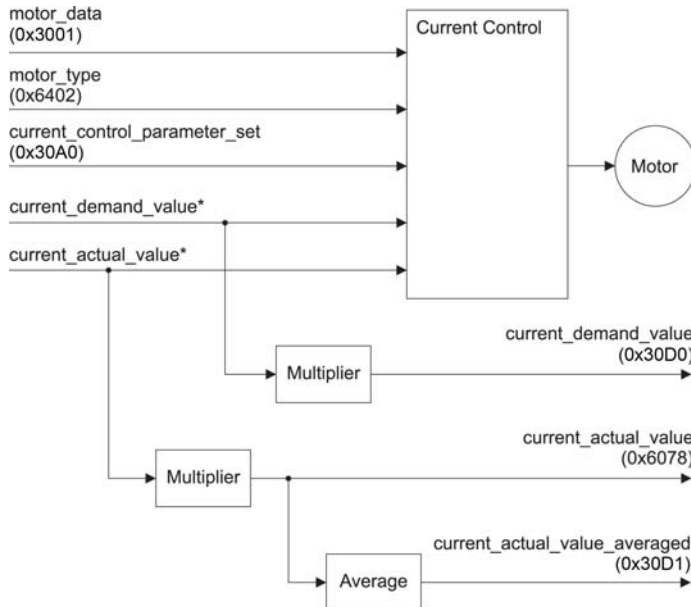 motor_data
(0x3001)
Current Control
motor_type
(0x6402)
current_control_parameter_set
(0x30A0)
Motor
current_demand_value*
current_actual_value*
current_demand_value
(0x30D0)
Multiplier
current_actual_value
(0x6078)
Multiplier
current_actual_value_averaged
(0x30D1)
Average